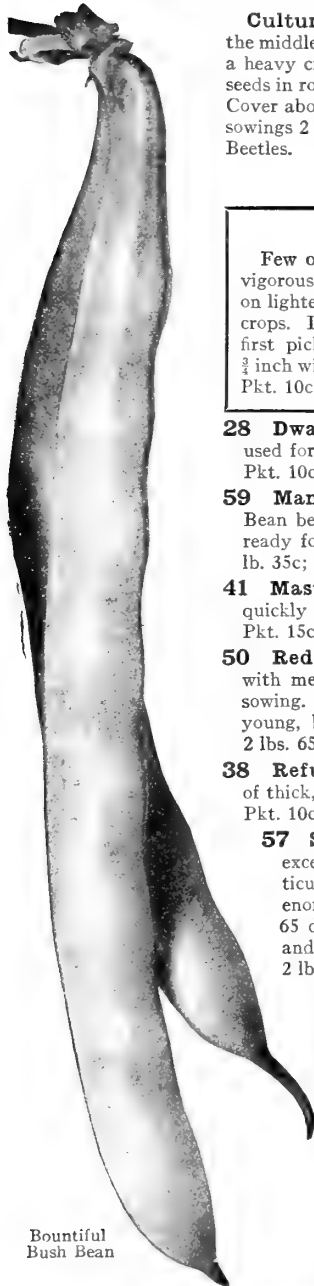 Cultur
the middle
a heavy c
seeds in ro
Cover abo
sowings 2
Beetles.
Few o
vigorous
on lighte
crops.
first pic
¾ inch wi
Pkt. 10c
28 Dwa
used for
Pkt. 10c
59 Man
Bean be
ready fo
lb. 35c;
41 Mas
quickly
Pkt. 15c
50 Red
with me
sowing.
young,
2 lbs. 65
38 Refu
of thick,
Pkt. 10c
57 S
exce
ticu
eno
65 c
and
2 lb
Bountiful
Bush Bean